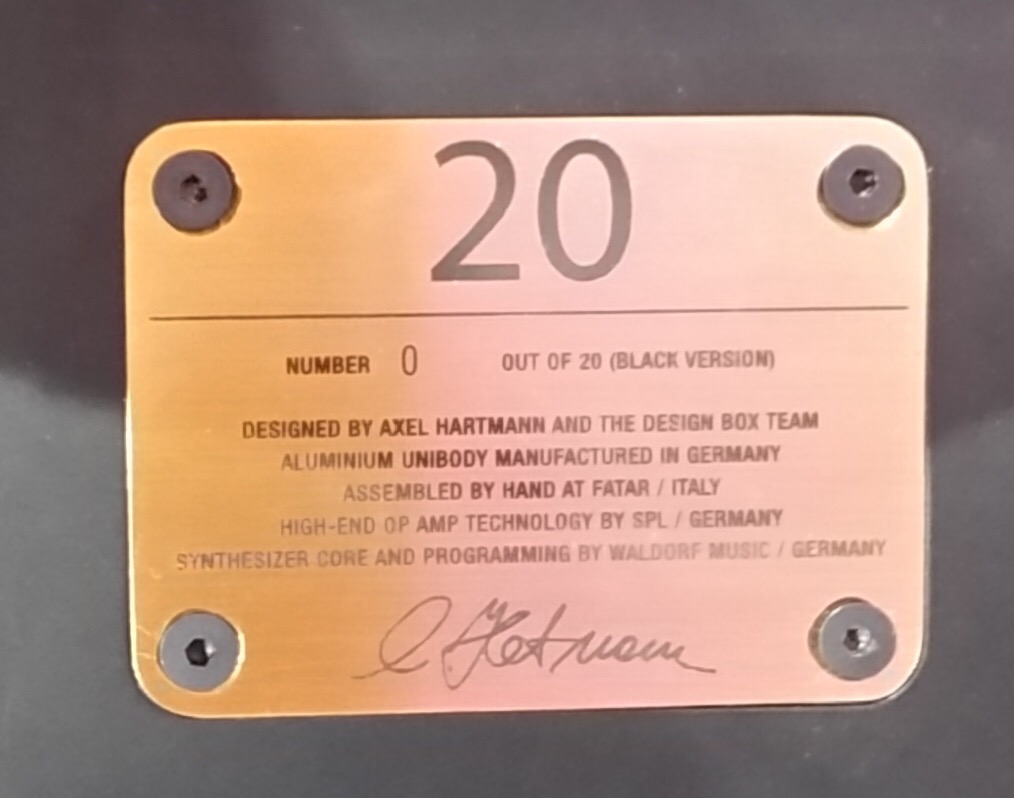 20
NUMBER 0 OUT OF 20 (BLACK VERSION)
DESIGNED BY AXEL HARTMANN AND THE DESIGN BOX TEAM
ALUMINIUM UNIBODY MANUFACTURED IN GERMANY
ASSEMBLED BY HAND AT FATAR / ITALY
HIGH-END OP AMP TECHNOLOGY BY SPL / GERMANY
SYNTHESIZER CORE AND PROGRAMMING BY WALDORF MUSIC / GERMANY